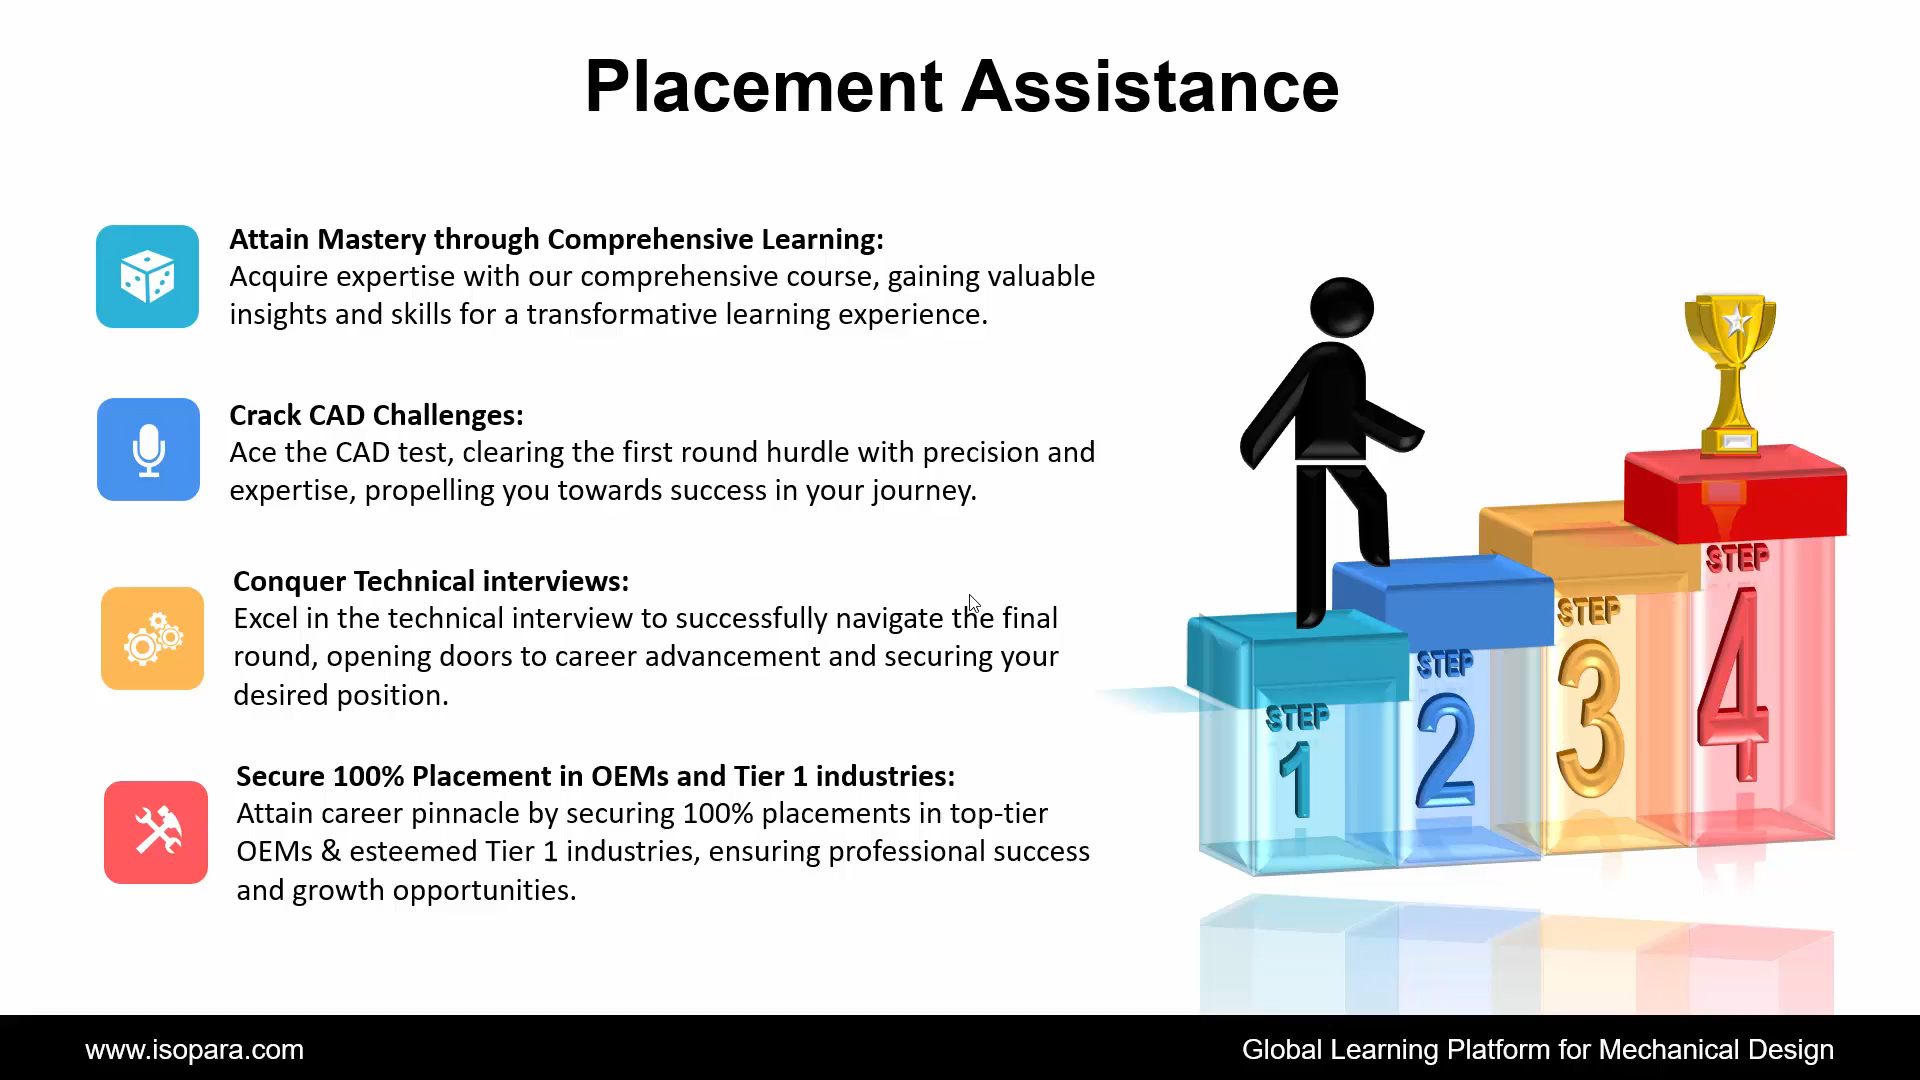 Placement Assistance
Attain Mastery through Comprehensive Learning:
Acquire expertise with our comprehensive course, gaining valuable
insights and skills for a transformative learning experience.
Crack CAD Challenges:
Ace the CAD test, clearing the first round hurdle with precision and
expertise, propelling you towards success in your journey.
Conquer Technical interviews:
Excel in the technical interview to successfully navigate the final
round, opening doors to career advancement and securing your
desired position.
Secure 100% Placement in OEMs and Tier 1 industries:
Attain career pinnacle by securing 100% placements in top-tier
OEMs & esteemed Tier 1 industries, ensuring professional success
and growth opportunities.
STEP
1
STEP
2
STEP
3
STEP
4
www.isopara.com
Global Learning Platform for Mechanical Design